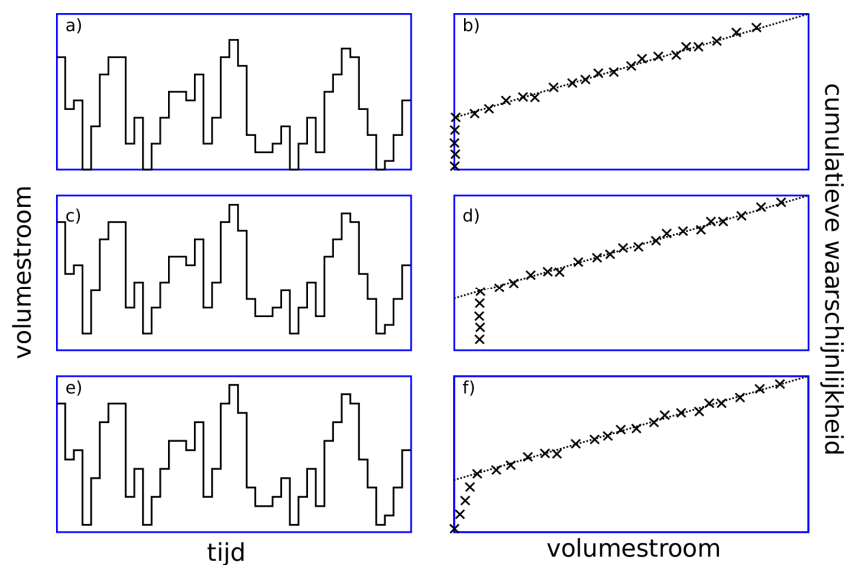 a)
b)
c)
d)
e)
f)
volumestroom
cumulatieve waarschijnlijkheid
tijd
volumestroom